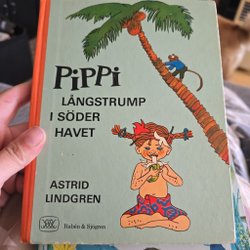 PiPPi
LÅNGSTRUMP
I SÖDER
HAVET
ASTRID
LINDGREN
Rabén & Sjögren